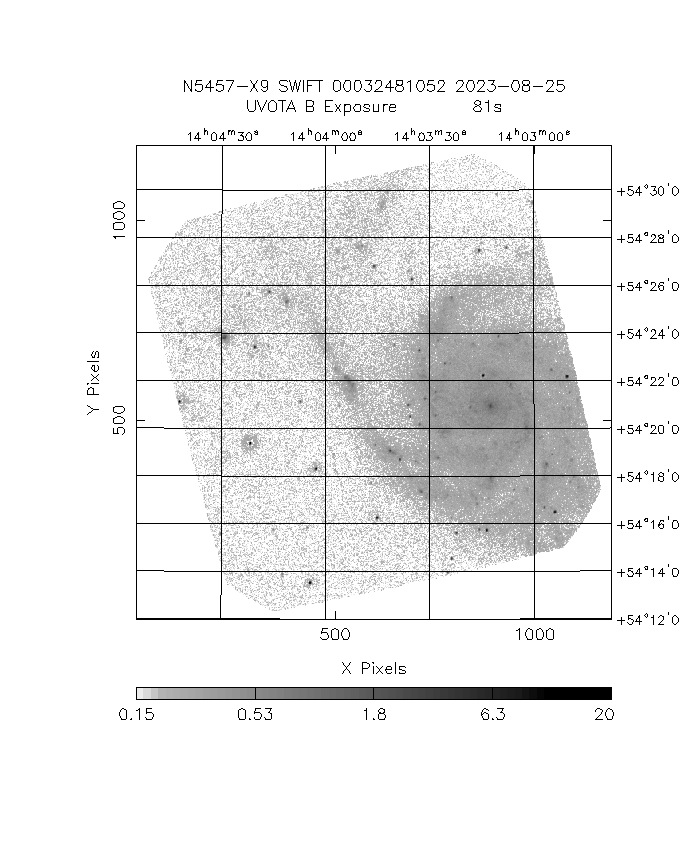 N5457-X9 SWIFT 00032481052 2023-08-25
UVOTA B Exposure 81s
14h04m30s 14h04m00s 14h03m30s 14h03m00s
+54°30'0
1000
+54°28'0
+54°26'0
+54°24'0
+54°22'0
Y Pixels
500
+54°20'0
+54°18'0
+54°16'0
+54°14'0
+54°12'0
500 1000
X Pixels
0.15 0.53 1.8 6.3 20